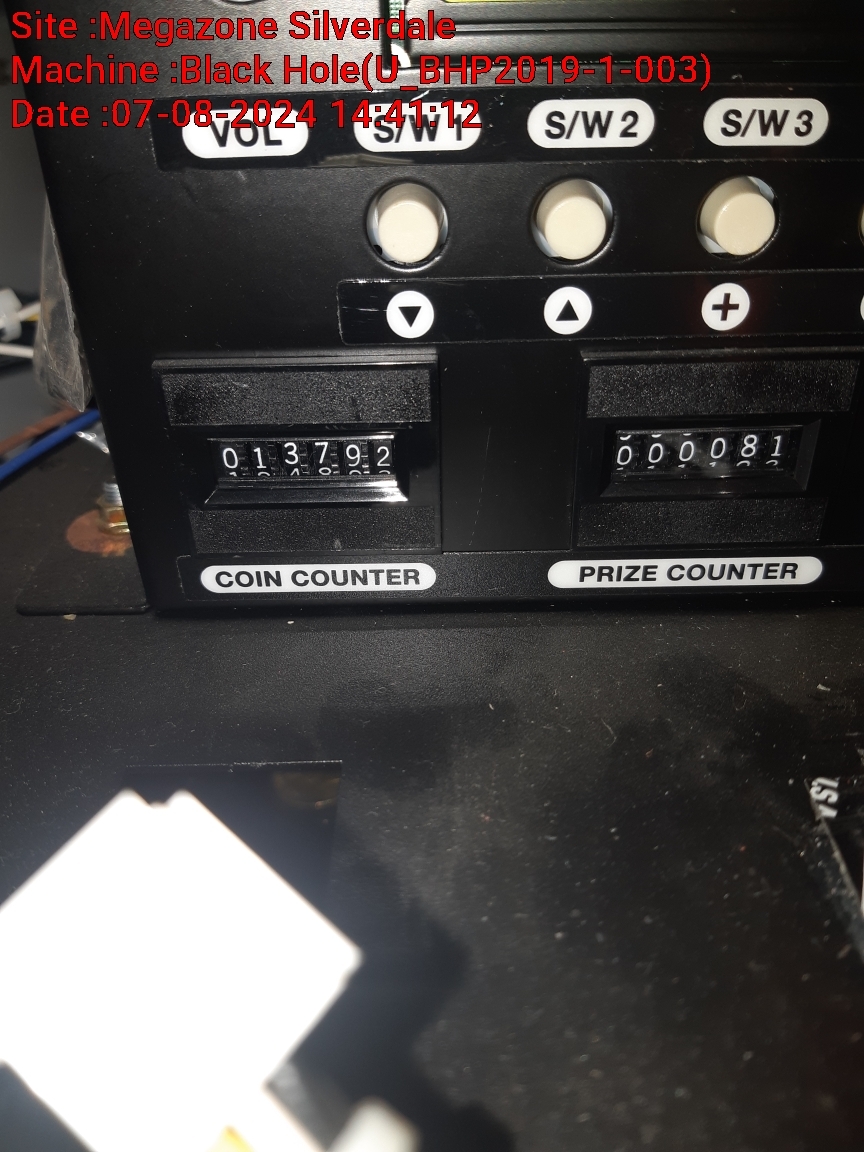 Site :Megazone Silverdale
Machine :Black Hole(U_BHP2019-1-003)
Date :07-08-2024 14:41:12
VOL S/W 1 S/W 2 S/W 3
013792 000081
COIN COUNTER PRIZE COUNTER